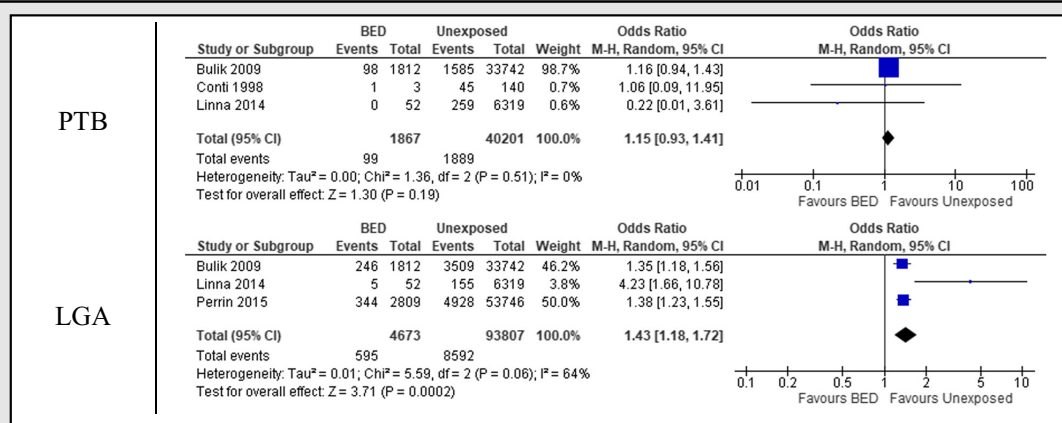 PTB
BED Unexposed Odds Ratio Odds Ratio
Study or Subgroup Events Total Events Total Weight M-H, Random, 95% CI M-H, Random, 95% CI
Bulik 2009 98 1812 1585 33742 98.7% 1.16 [0.94, 1.43]
Conti 1998 1 3 45 140 0.7% 1.06 [0.09, 11.95]
Linna 2014 0 52 259 6319 0.6% 0.22 [0.01, 3.61]
Total (95% CI) 1867 40201 100.0% 1.15 [0.93, 1.41]
Total events 99 1889
Heterogeneity: Tau² = 0.00; Chi² = 1.36, df = 2 (P = 0.51); I² = 0%
Test for overall effect: Z = 1.30 (P = 0.19)
0.01 0.1 1 10 100
Favours BED Favours Unexposed
LGA
BED Unexposed Odds Ratio Odds Ratio
Study or Subgroup Events Total Events Total Weight M-H, Random, 95% CI M-H, Random, 95% CI
Bulik 2009 246 1812 3509 33742 46.2% 1.35 [1.18, 1.56]
Linna 2014 5 52 155 6319 3.8% 4.23 [1.66, 10.78]
Perrin 2015 344 2809 4928 53746 50.0% 1.38 [1.23, 1.55]
Total (95% CI) 4673 93807 100.0% 1.43 [1.18, 1.72]
Total events 595 8592
Heterogeneity: Tau² = 0.01; Chi² = 5.59, df = 2 (P = 0.06); I² = 64%
Test for overall effect: Z = 3.71 (P = 0.0002)
0.1 0.2 0.5 1 2 5 10
Favours BED Favours Unexposed